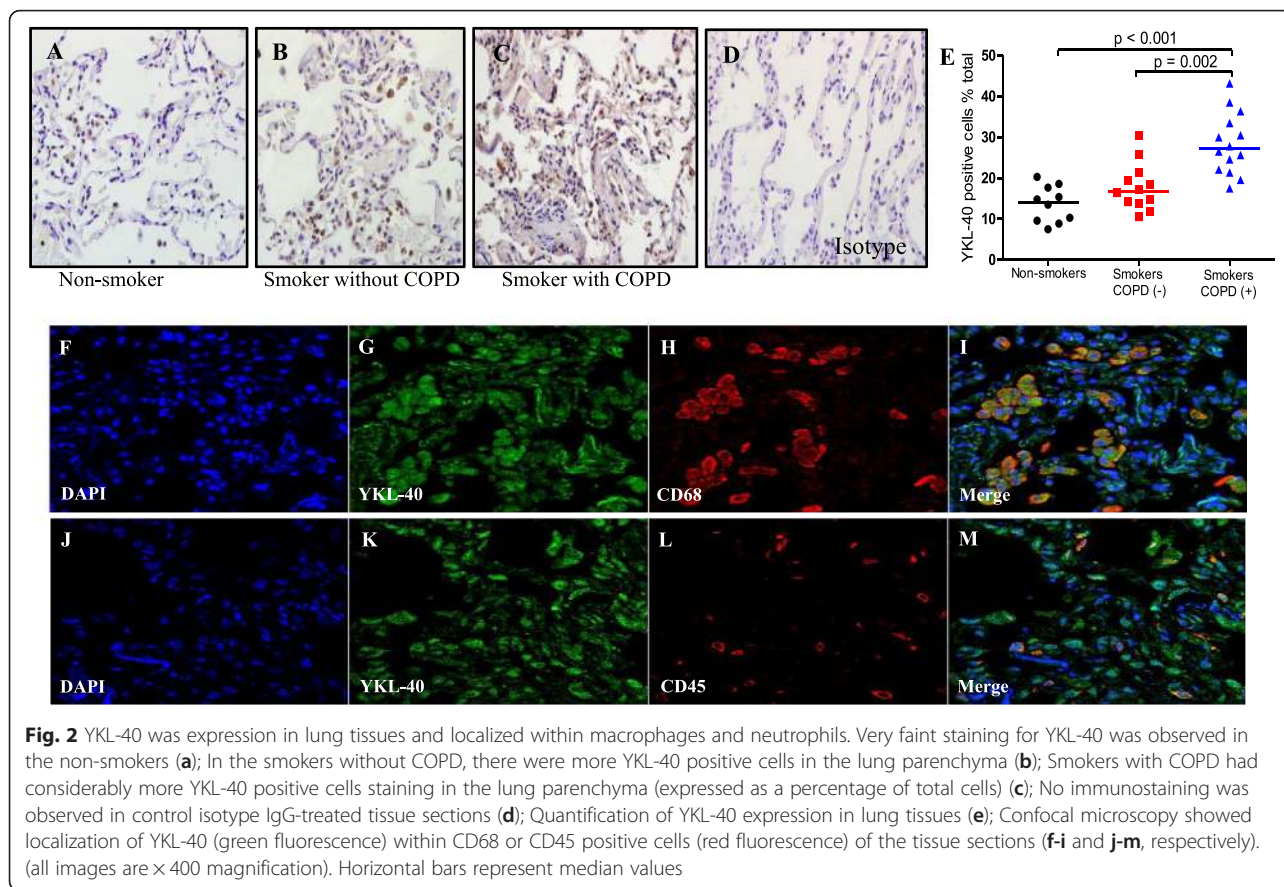 A
B
C
D
Isotype
Non-smoker
Smoker without COPD
Smoker with COPD
E
p < 0.001
p = 0.002
YKL-40 positive cells % total
50
40
30
20
10
0
Non-smokers
Smokers
COPD (-)
Smokers
COPD (+)
F
DAPI
G
YKL-40
H
CD68
I
Merge
J
DAPI
K
YKL-40
L
CD45
M
Merge
Fig. 2 YKL-40 was expression in lung tissues and localized within macrophages and neutrophils. Very faint staining for YKL-40 was observed in
the non-smokers (a); In the smokers without COPD, there were more YKL-40 positive cells in the lung parenchyma (b); Smokers with COPD had
considerably more YKL-40 positive cells staining in the lung parenchyma (expressed as a percentage of total cells) (c); No immunostaining was
observed in control isotype IgG-treated tissue sections (d); Quantification of YKL-40 expression in lung tissues (e); Confocal microscopy showed
localization of YKL-40 (green fluorescence) within CD68 or CD45 positive cells (red fluorescence) of the tissue sections (f-i and j-m, respectively).
(all images are × 400 magnification). Horizontal bars represent median values